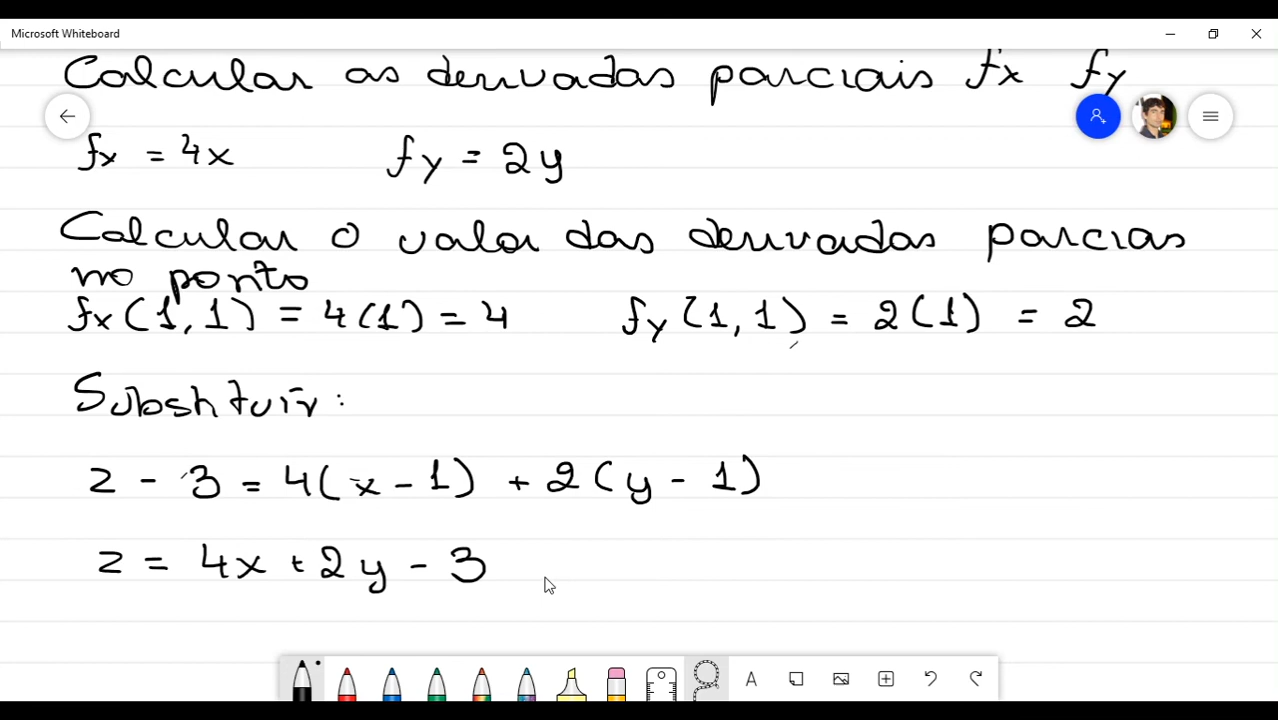 Microsoft Whiteboard
Calcular as derivadas parciais fx fy
fx = 4x fy = 2y
Calcular o valor das derivadas parcias
no ponto
fx(1,1) = 4(1) = 4 fy(1,1) = 2(1) = 2
Substituir:
z - 3 = 4(x - 1) + 2(y - 1)
z = 4x + 2y - 3
A